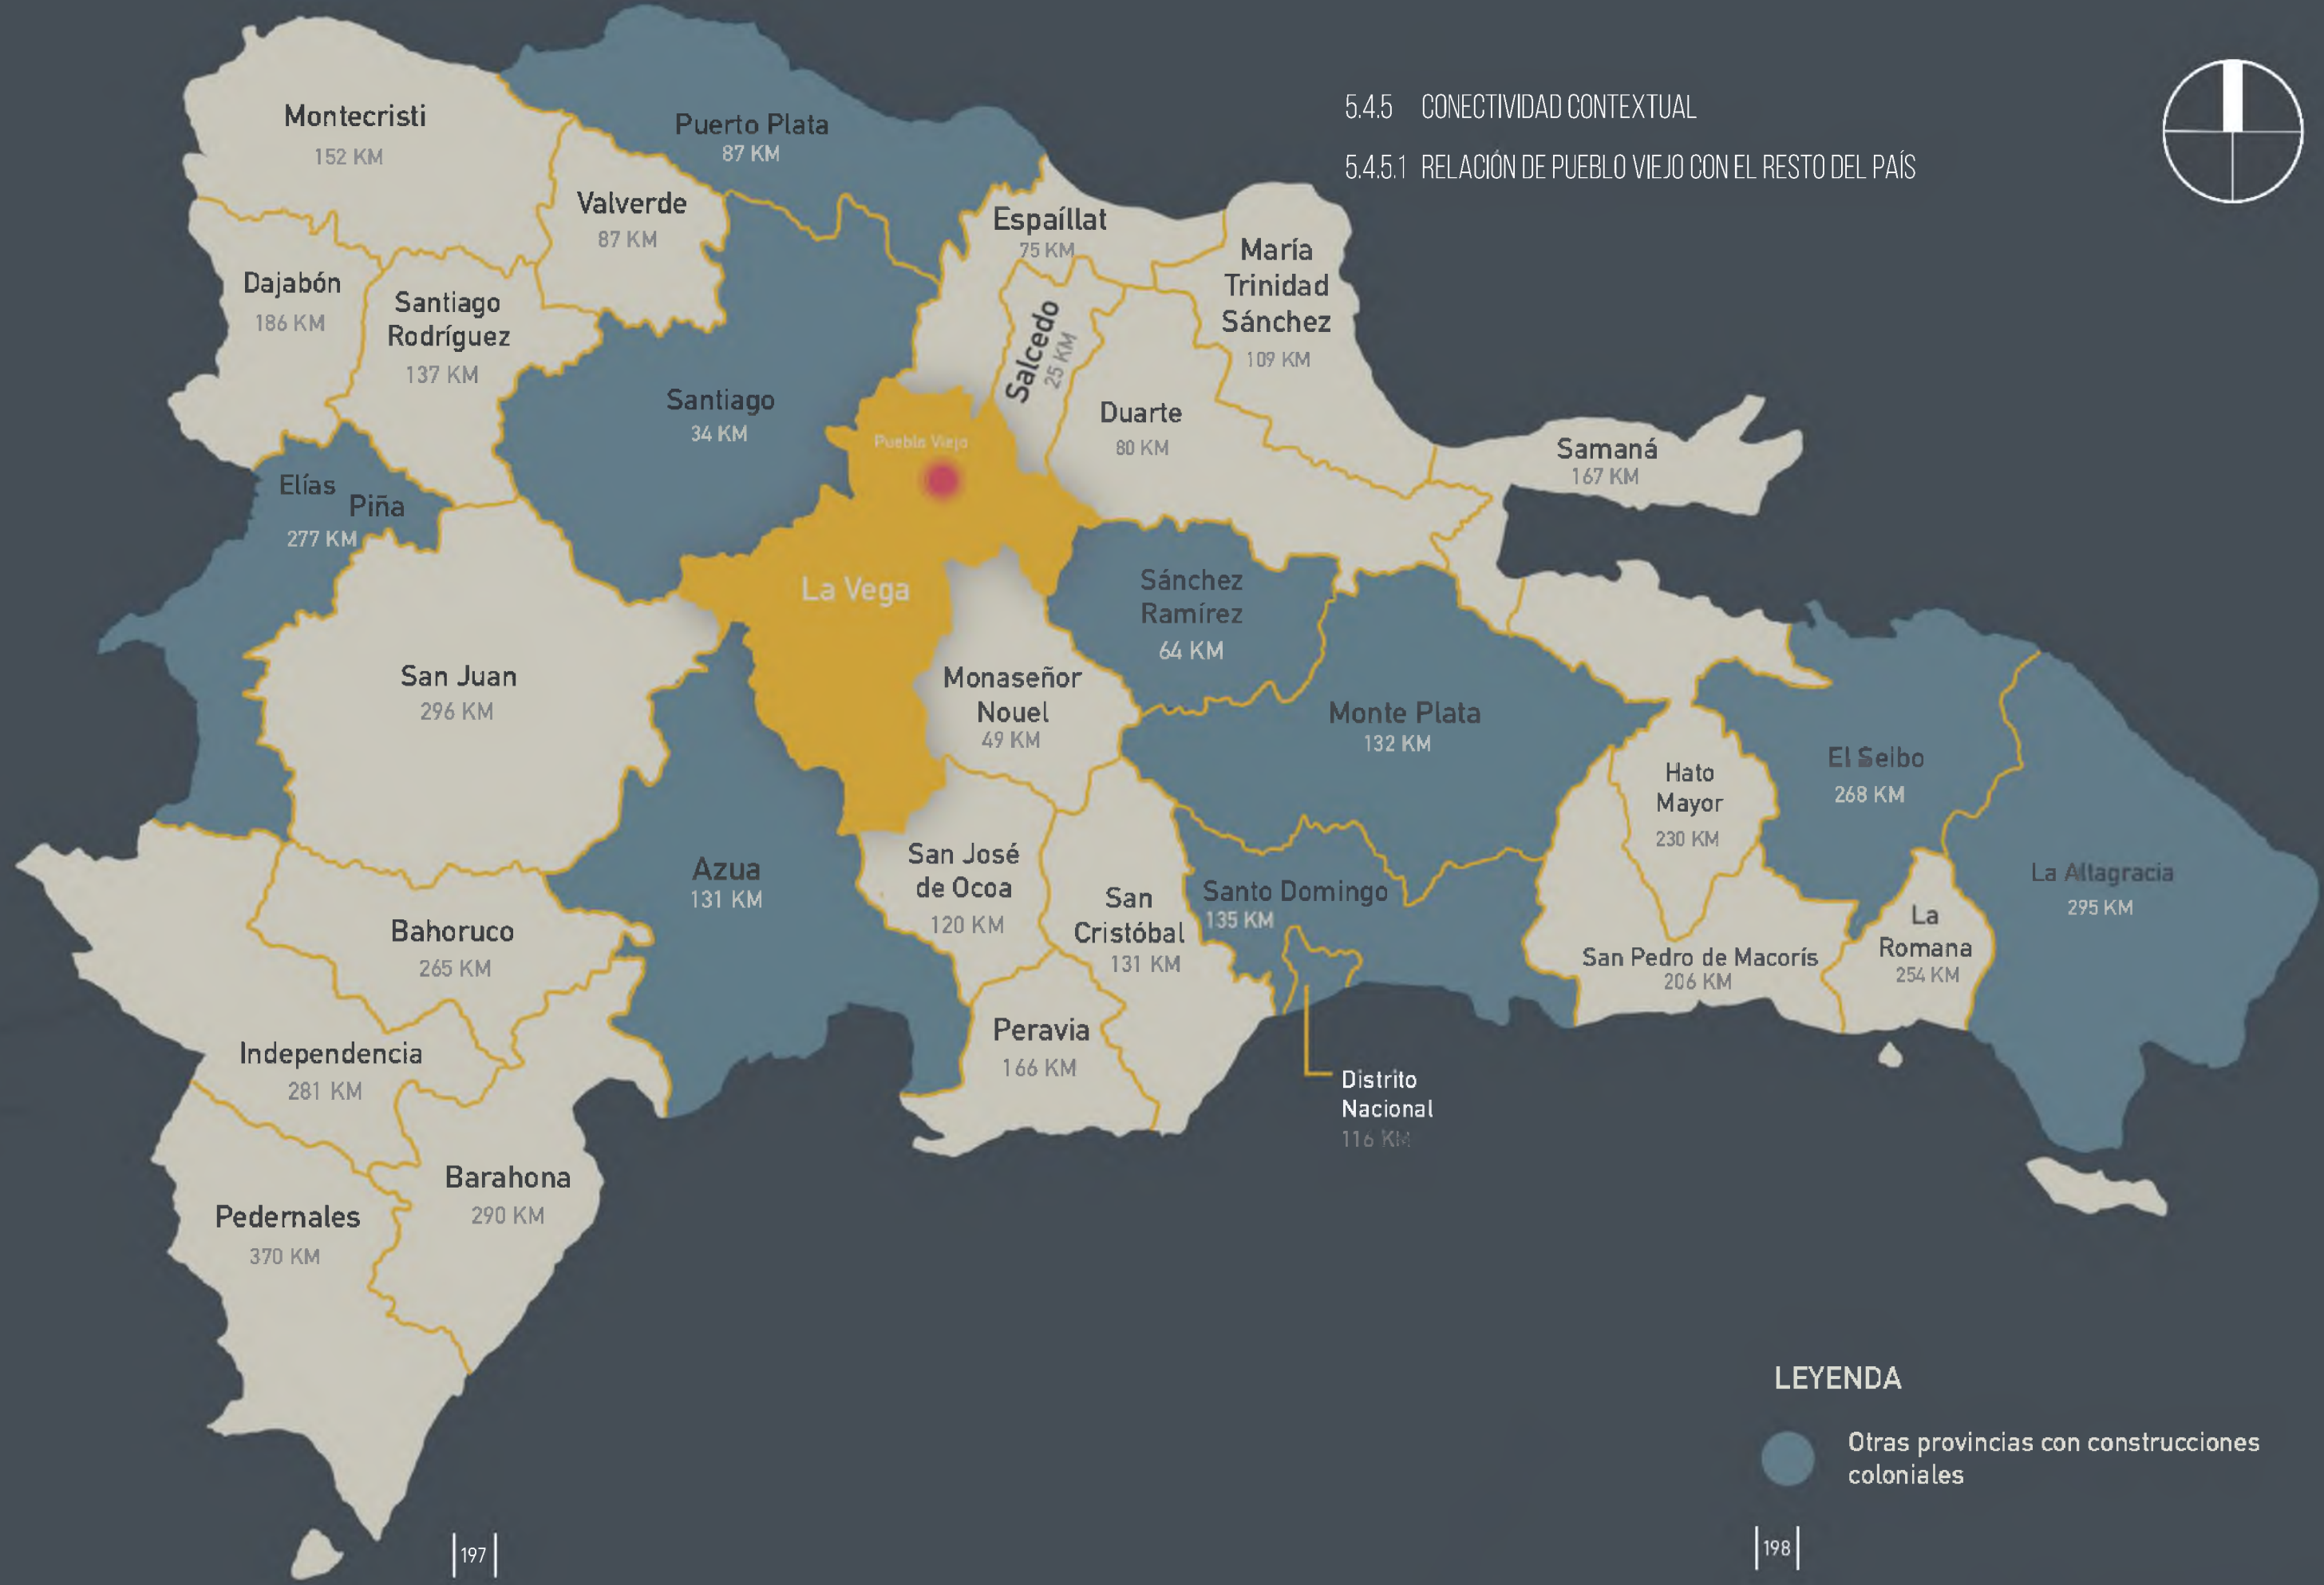 5.4.5 CONECTIVIDAD CONTEXTUAL
5.4.5.1 RELACIÓN DE PUEBLO VIEJO CON EL RESTO DEL PAÍS
Montecristi
152 KM
Puerto Plata
87 KM
Valverde
87 KM
Espaíllat
75 KM
María
Trinidad
Sánchez
109 KM
Dajabón
186 KM
Santiago
Rodríguez
137 KM
Salcedo
25 KM
Santiago
34 KM
Duarte
80 KM
Pueblo Viejo
Samaná
167 KM
Elías
Piña
277 KM
La Vega
Sánchez
Ramírez
64 KM
San Juan
296 KM
Monaseñor
Nouel
49 KM
Monte Plata
132 KM
Hato
Mayor
230 KM
El Seibo
268 KM
Azua
131 KM
San José
de Ocoa
120 KM
San
Cristóbal
131 KM
Santo Domingo
135 KM
La Altagracia
295 KM
Bahoruco
265 KM
San Pedro de Macorís
206 KM
La
Romana
254 KM
Independencia
281 KM
Peravia
166 KM
Distrito
Nacional
116 KM
Barahona
290 KM
Pedernales
370 KM
LEYENDA
Otras provincias con construcciones
coloniales
197
198